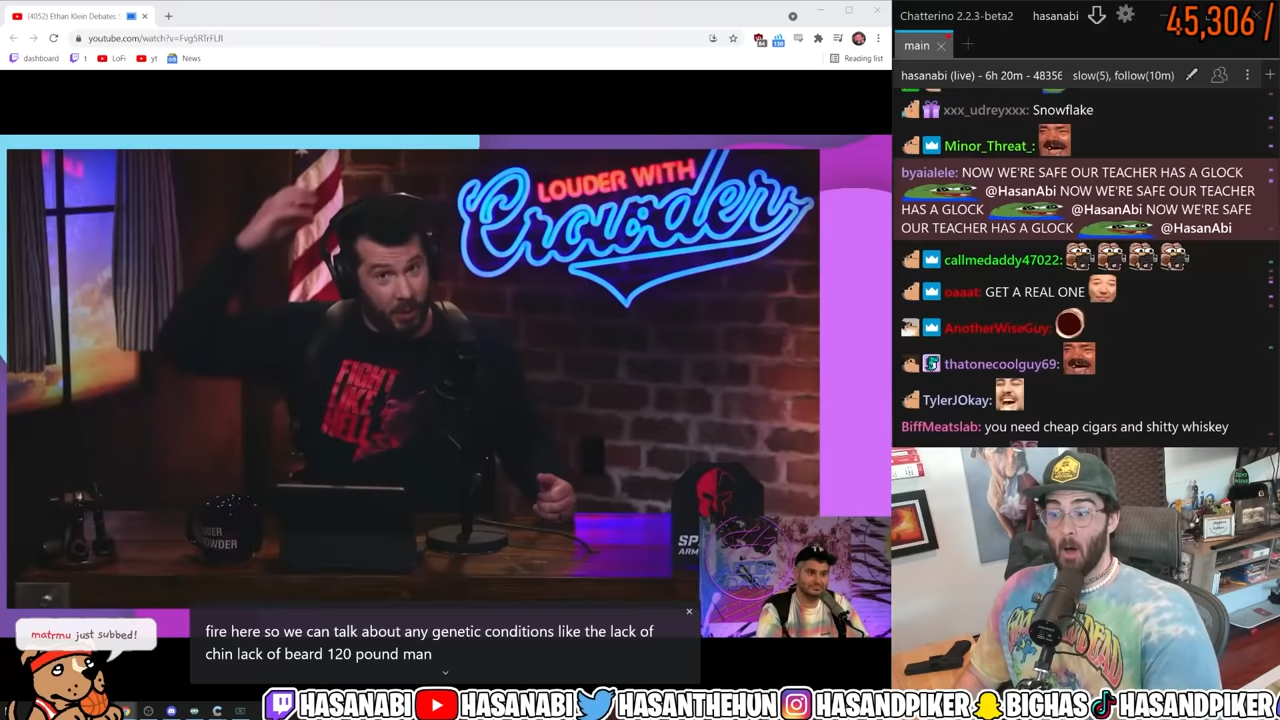 (4052) Ethan Klein Debates
Chatterino 2.2.3-beta2
hasanabi
45,306 /
youtube.com/watch?v=Fvg5RTrFLfI
main
dashboard
t
LoFi
yt
News
Reading list
hasanabi (live) - 6h 20m - 4835
slow(5), follow(10m)
xxx_udreyxxx: Snowflake
Minor_Threat_:
byaialele: NOW WE'RE SAFE OUR TEACHER HAS A GLOCK
@HasanAbi NOW WE'RE SAFE OUR TEACHER
HAS A GLOCK @HasanAbi NOW WE'RE SAFE
OUR TEACHER HAS A GLOCK @HasanAbi
callmedaddy47022:
oaaat: GET A REAL ONE
AnotherWiseGuy:
thatonecoolguy69:
TylerJOkay:
BiffMeatslab: you need cheap cigars and shitty whiskey
LOUDER WITH
Crowder
FIGHT
LIKE
HELL
CROWDER
matrmu just subbed!
fire here so we can talk about any genetic conditions like the lack of
chin lack of beard 120 pound man
HASANABI
HASANABI
HASANTHEHUN
HASANDPIKER
BIGHAS
HASANDPIKER